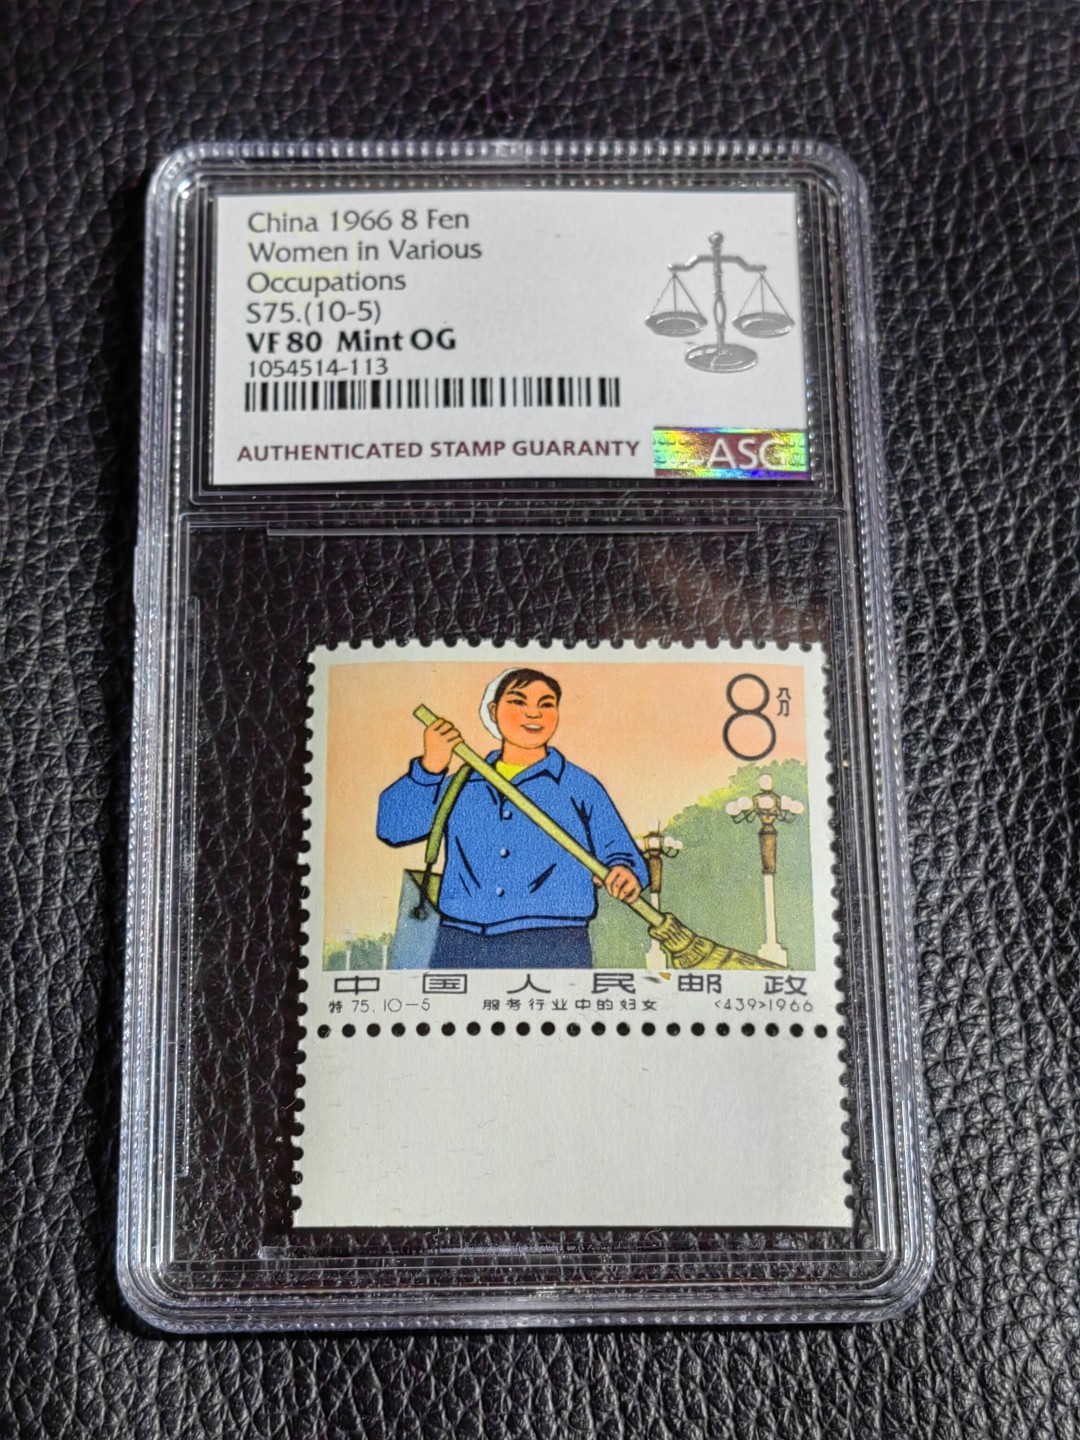 China 1966 8 Fen
Women in Various
Occupations
S75.(10-5)
VF 80 Mint OG
1054514-113
AUTHENTICATED STAMP GUARANTY
ASG
8分
中国人民邮政
特 75.10-5 服务行业中的妇女 <439>1966